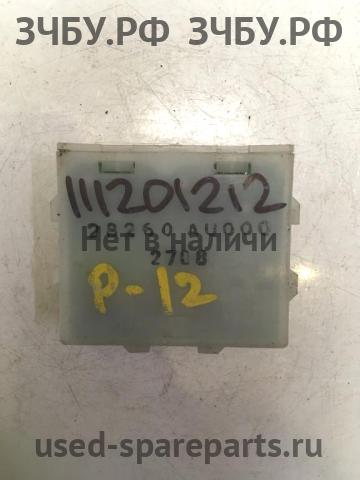 ЗЧБУ.РФ ЗЧБУ.РФ
111201212
28260 AU000
Нет в наличи
2708
P-12
used-spareparts.ru